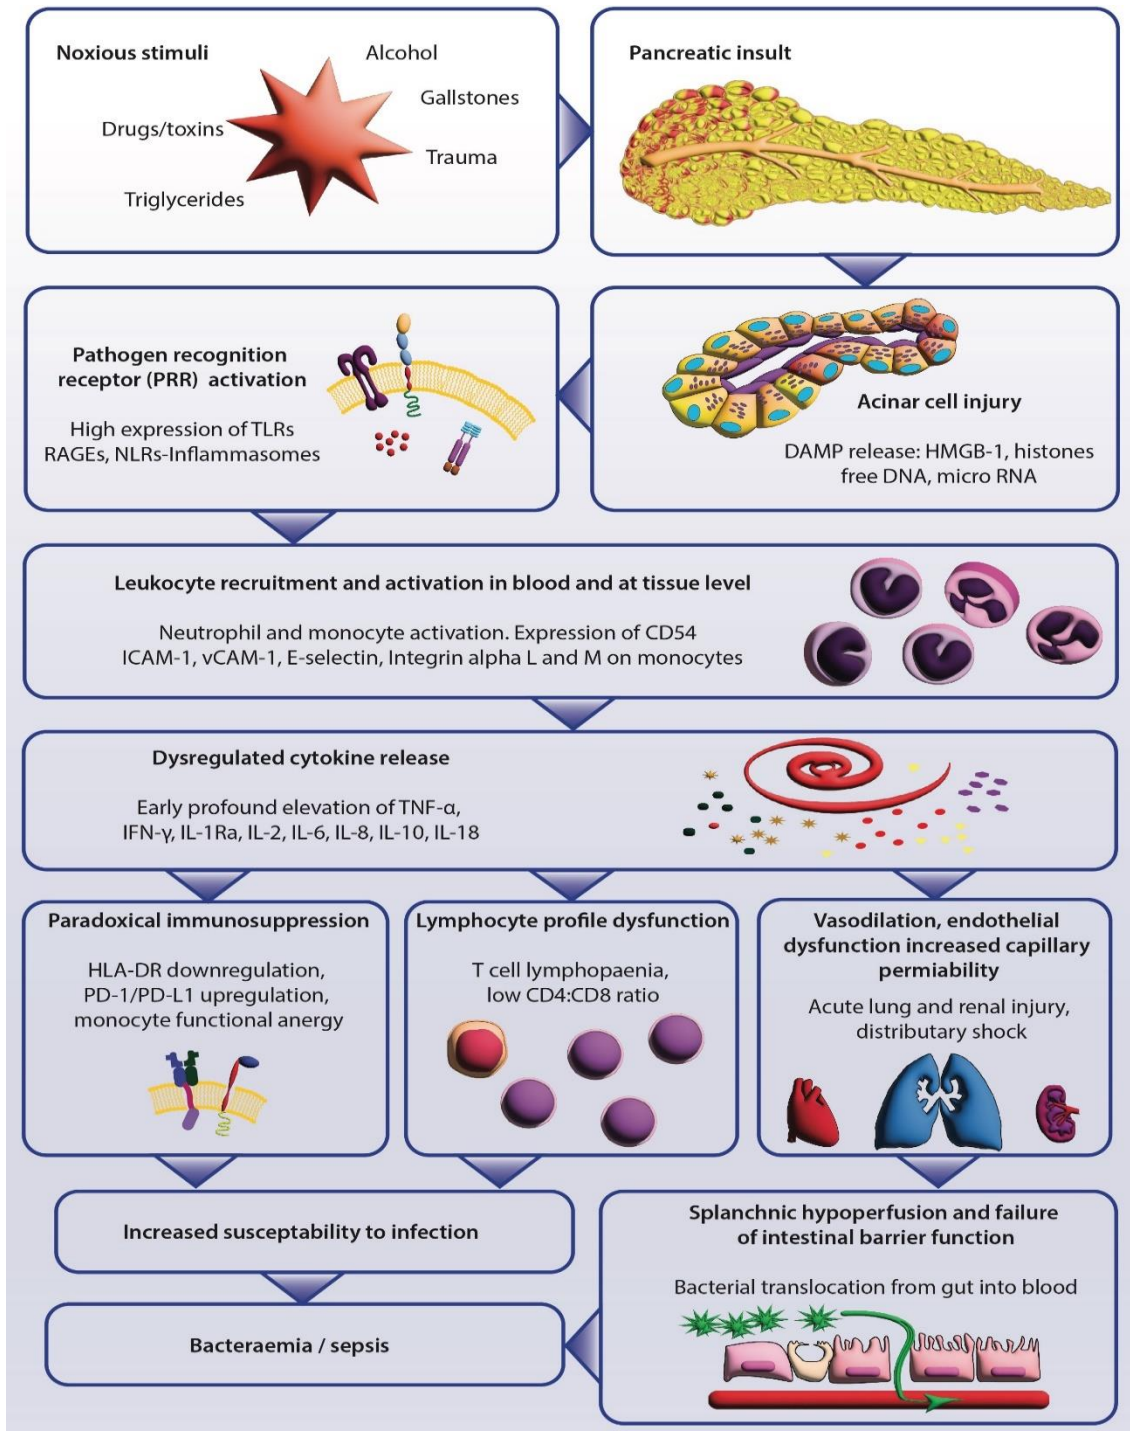 Noxious stimuli
Alcohol
Gallstones
Drugs/toxins
Trauma
Triglycerides
Pancreatic insult
Acinar cell injury
DAMP release: HMGB-1, histones
free DNA, micro RNA
Pathogen recognition
receptor (PRR) activation
High expression of TLRs
RAGEs, NLRs-Inflammasomes
Leukocyte recruitment and activation in blood and at tissue level
Neutrophil and monocyte activation. Expression of CD54
ICAM-1, vCAM-1, E-selectin, Integrin alpha L and M on monocytes
Dysregulated cytokine release
Early profound elevation of TNF-α,
IFN-γ, IL-1Ra, IL-2, IL-6, IL-8, IL-10, IL-18
Paradoxical immunosuppression
HLA-DR downregulation,
PD-1/PD-L1 upregulation,
monocyte functional anergy
Lymphocyte profile dysfunction
T cell lymphopaenia,
low CD4:CD8 ratio
Vasodilation, endothelial
dysfunction increased capillary
permiability
Acute lung and renal injury,
distributary shock
Increased susceptability to infection
Splanchnic hypoperfusion and failure
of intestinal barrier function
Bacterial translocation from gut into blood
Bacteraemia / sepsis